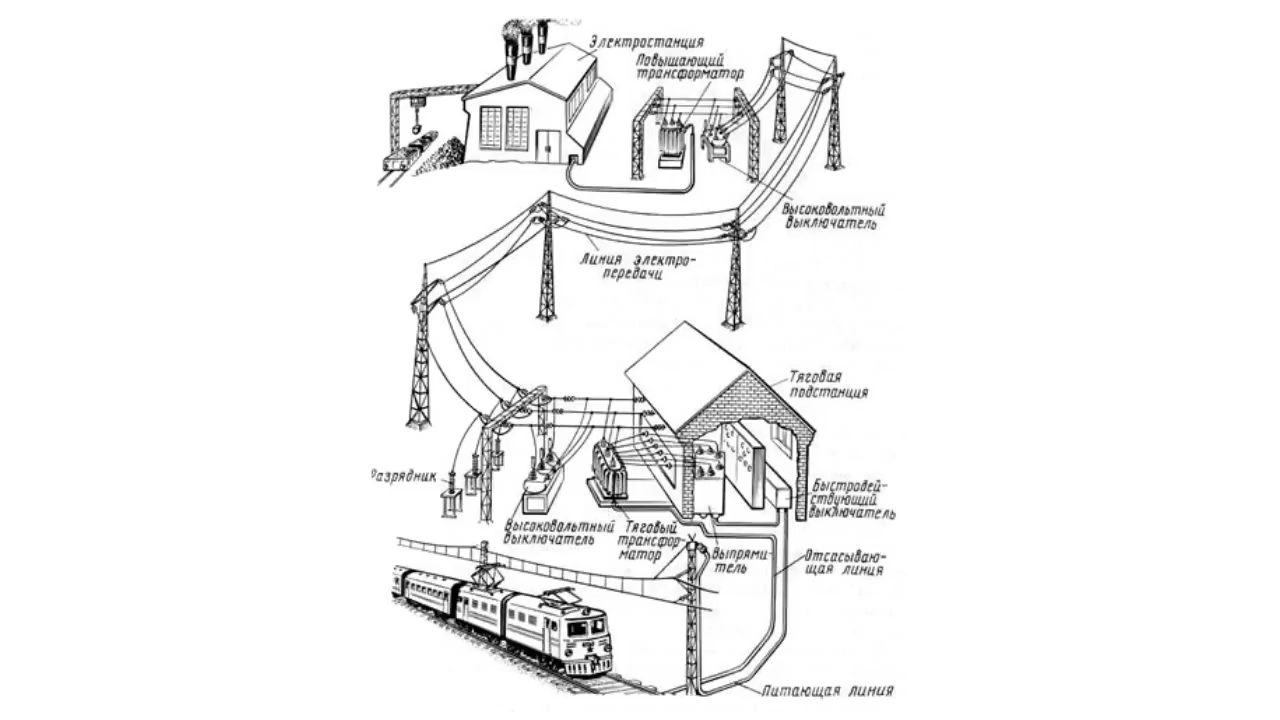 Электростанция
Повышающий
трансформатор
Высоковольтный
выключатель
Линия электро-
передачи
Тяговая
подстанция
Разрядник
Быстродей-
ствующий
выключатель
Высоковольтный
выключатель
Тяговый
трансфор-
матор
Выпрями-
тель
Отсасываю-
щая линия
Питающая линия